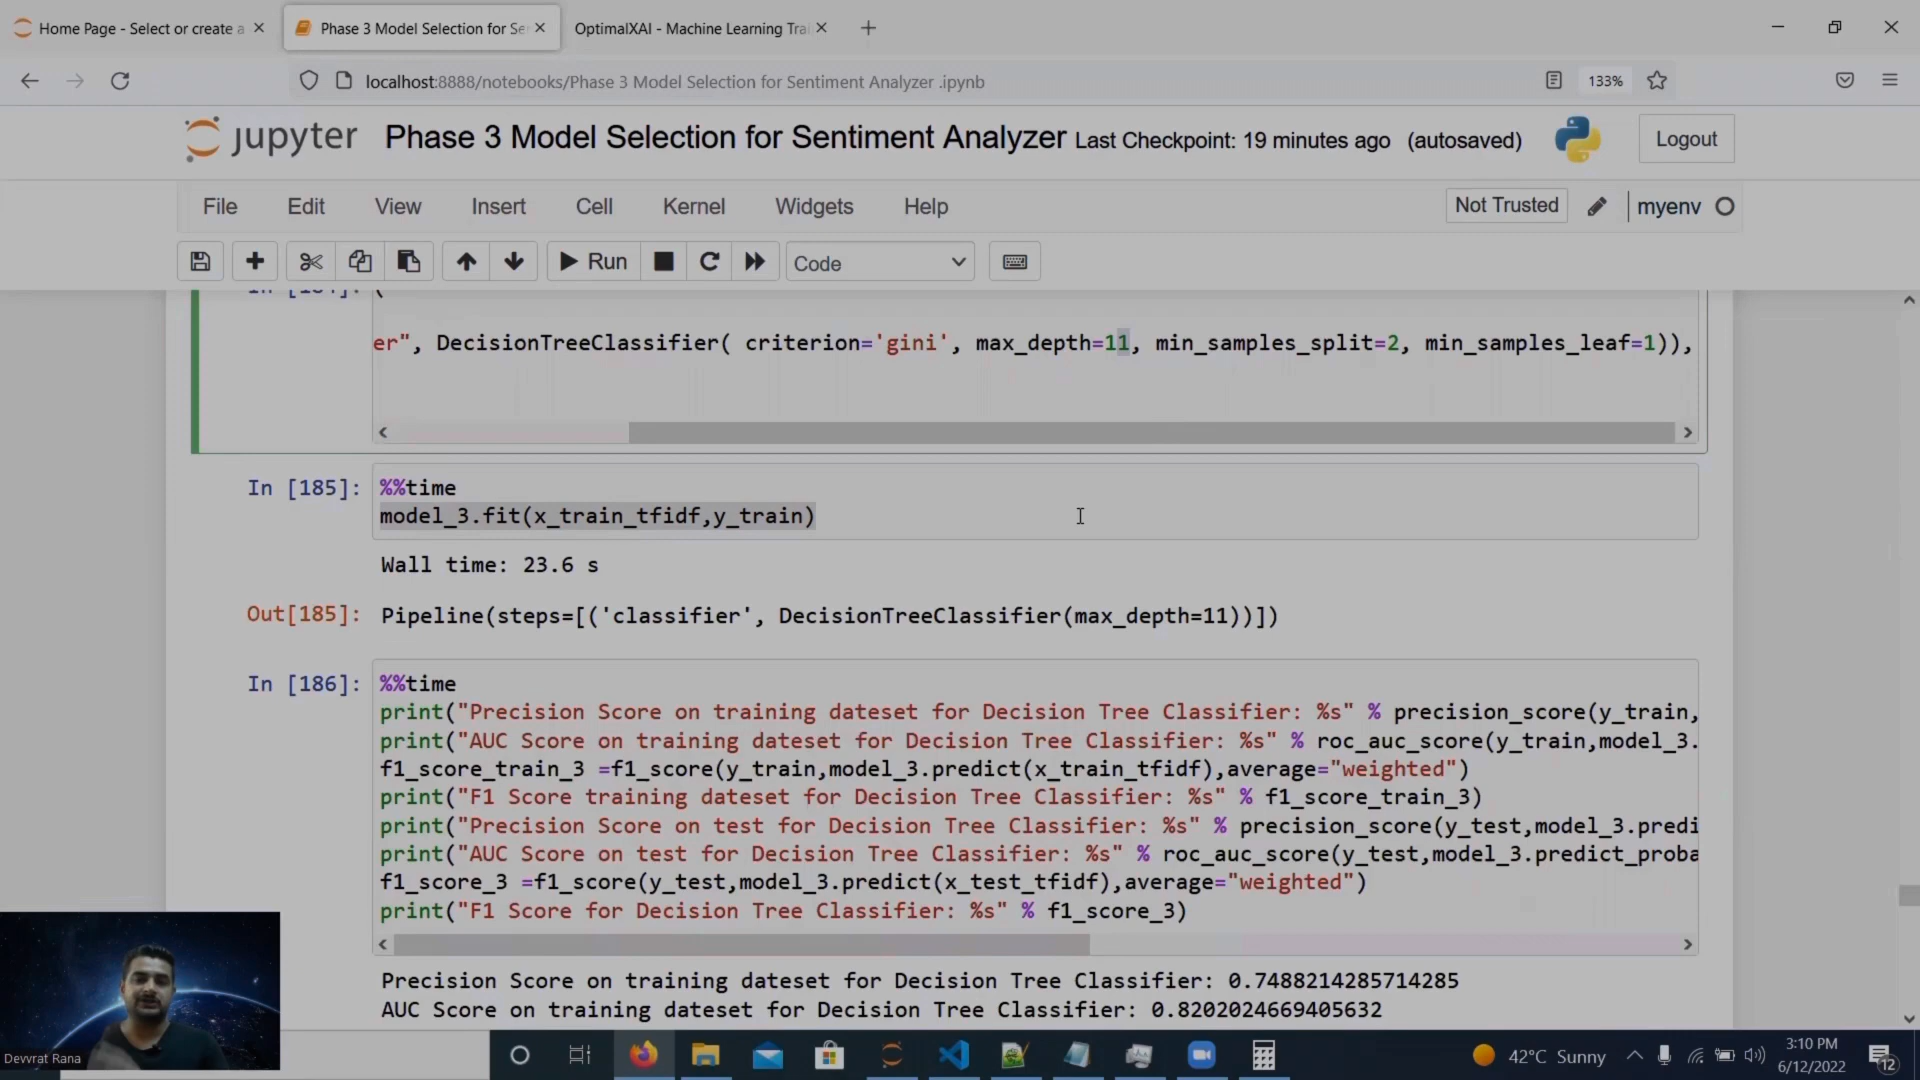 Home Page - Select or create a
Phase 3 Model Selection for Se
OptimalXAI - Machine Learning Trai
localhost:8888/notebooks/Phase 3 Model Selection for Sentiment Analyzer .ipynb
133%
jupyter Phase 3 Model Selection for Sentiment Analyzer Last Checkpoint: 19 minutes ago (autosaved)
Logout
File Edit View Insert Cell Kernel Widgets Help
Not Trusted
myenv
Run
Code
er", DecisionTreeClassifier( criterion='gini', max_depth=11, min_samples_split=2, min_samples_leaf=1)),
In [185]: %%time
model_3.fit(x_train_tfidf,y_train)
Wall time: 23.6 s
Out[185]: Pipeline(steps=[('classifier', DecisionTreeClassifier(max_depth=11))])
In [186]: %%time
print("Precision Score on training dateset for Decision Tree Classifier: %s" % precision_score(y_train,
print("AUC Score on training dateset for Decision Tree Classifier: %s" % roc_auc_score(y_train,model_3.
f1_score_train_3 =f1_score(y_train,model_3.predict(x_train_tfidf),average="weighted")
print("F1 Score training dateset for Decision Tree Classifier: %s" % f1_score_train_3)
print("Precision Score on test for Decision Tree Classifier: %s" % precision_score(y_test,model_3.predi
print("AUC Score on test for Decision Tree Classifier: %s" % roc_auc_score(y_test,model_3.predict_proba
f1_score_3 =f1_score(y_test,model_3.predict(x_test_tfidf),average="weighted")
print("F1 Score for Decision Tree Classifier: %s" % f1_score_3)
Precision Score on training dateset for Decision Tree Classifier: 0.7488214285714285
AUC Score on training dateset for Decision Tree Classifier: 0.8202024669405632
Devvrat Rana
42°C Sunny
3:10 PM
6/12/2022
12